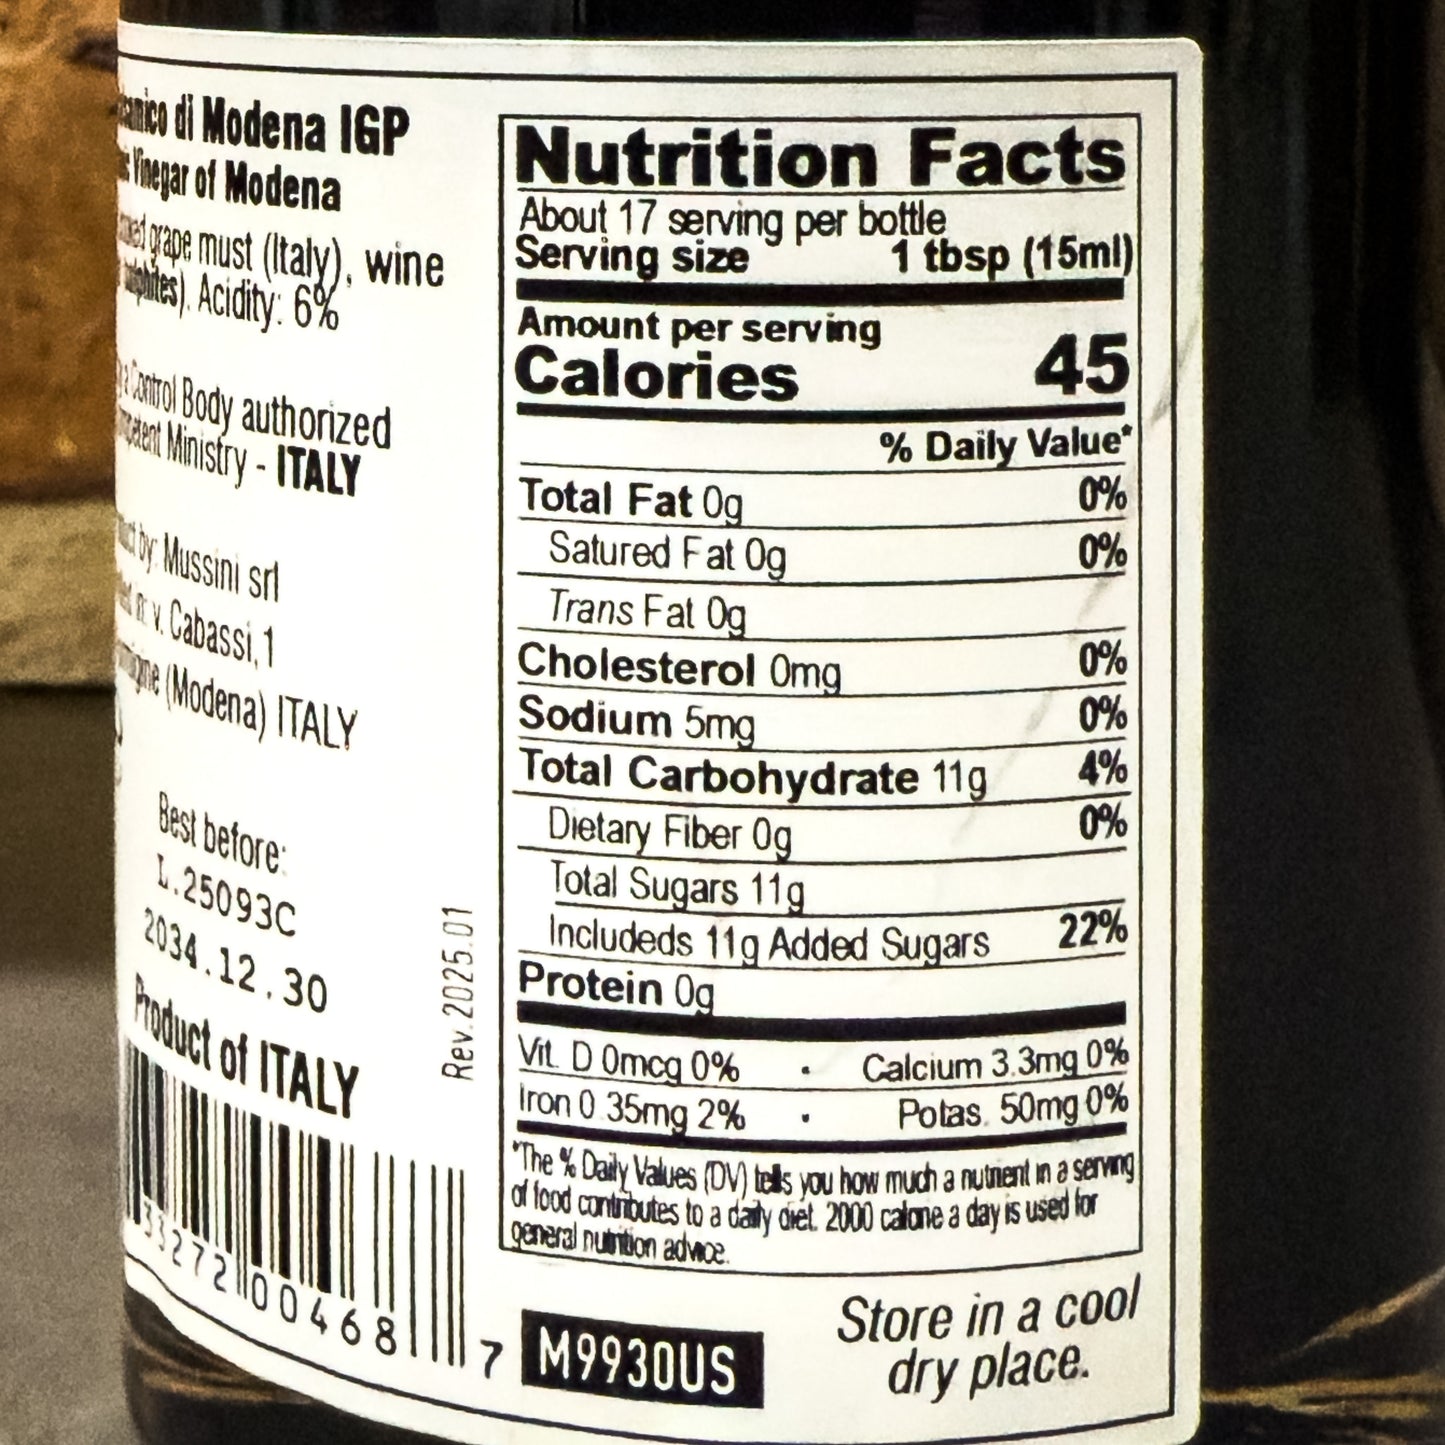 di Modena IGP
Vinegar of Modena
grape must (Italy), wine
Acidity: 6%
Control Body authorized
Ministry - ITALY
by: Mussini srl
v. Cabassi,1
(Modena) ITALY
Best before:
L.25093C
2034.12.30
Product of ITALY
Rev.2025.01
33272 00468 7
M9930US
Nutrition Facts
About 17 serving per bottle
Serving size 1 tbsp (15ml)
Amount per serving
Calories 45
% Daily Value*
Total Fat 0g 0%
Satured Fat 0g 0%
Trans Fat 0g
Cholesterol 0mg 0%
Sodium 5mg 0%
Total Carbohydrate 11g 4%
Dietary Fiber 0g 0%
Total Sugars 11g
Includeds 11g Added Sugars 22%
Protein 0g
Vit. D 0mcg 0% • Calcium 3.3mg 0%
Iron 0.35mg 2% • Potas. 50mg 0%
*The % Daily Values (DV) tells you how much a nutrient in a serving
of food contributes to a daily diet. 2000 calorie a day is used for
general nutrition advice.
Store in a cool
dry place.